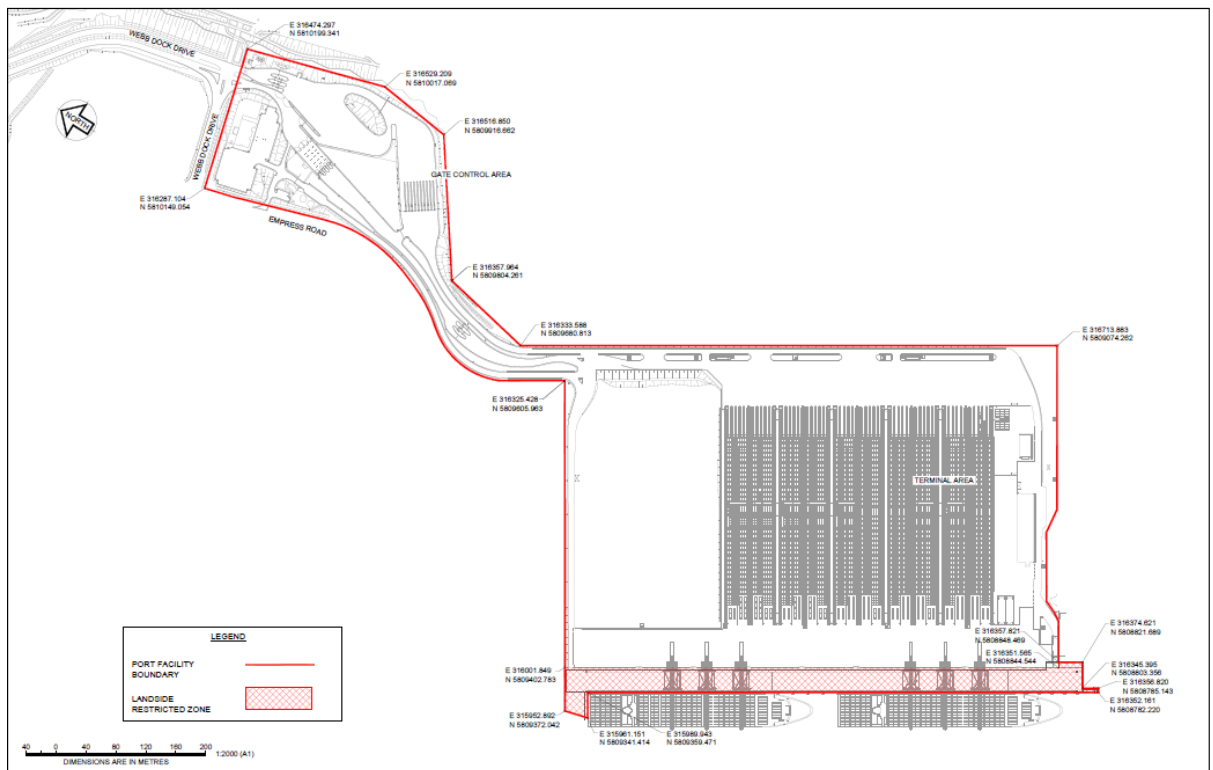 E 316474.297
N 5810199.341
WEBB DOCK DRIVE
E 316529.209
N 5810017.069
NORTH
E 316516.850
N 5809916.662
WEBB DOCK DRIVE
GATE CONTROL AREA
E 316287.104
N 5810149.054
EMPRESS ROAD
E 316357.964
N 5809804.261
E 316333.588
N 5809680.813
E 316713.883
N 5809074.262
E 316325.428
N 5809605.963
TERMINAL AREA
E 316357.821
N 5808848.469
E 316374.621
N 5808821.689
E 316351.565
N 5808844.544
E 316345.395
N 5808803.356
E 316001.849
N 5809402.783
E 316356.820
N 5808785.143
E 316352.161
N 5808782.220
E 315952.892
N 5809372.042
E 315961.151
N 5809341.414
E 315989.943
N 5809359.471
LEGEND
PORT FACILITY
BOUNDARY
LANDSIDE
RESTRICTED ZONE
40 0 40 80 120 160 200
1:2000 (A1)
DIMENSIONS ARE IN METRES